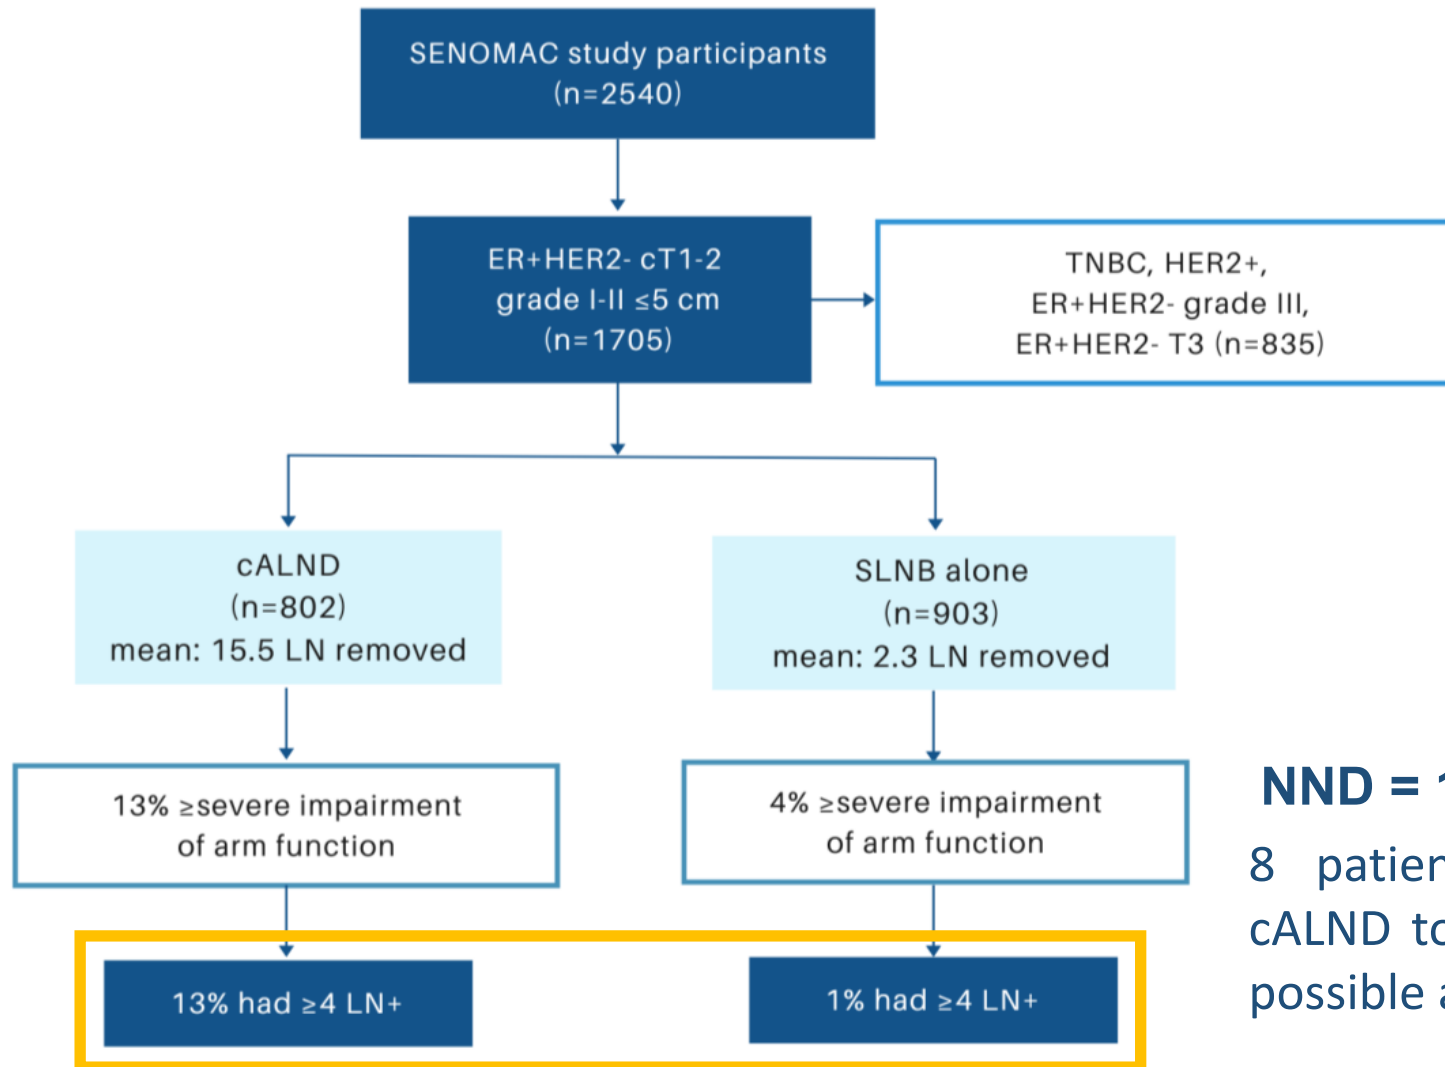 SENOMAC study participants
(n=2540)
ER+HER2- cT1-2
grade I-II ≤5 cm
(n=1705)
TNBC, HER2+,
ER+HER2- grade III,
ER+HER2- T3 (n=835)
cALND
(n=802)
mean: 15.5 LN removed
SLNB alone
(n=903)
mean: 2.3 LN removed
13% ≥severe impairment
of arm function
4% ≥severe impairment
of arm function
13% had ≥4 LN+
1% had ≥4 LN+
NND =
8
cALND
possible